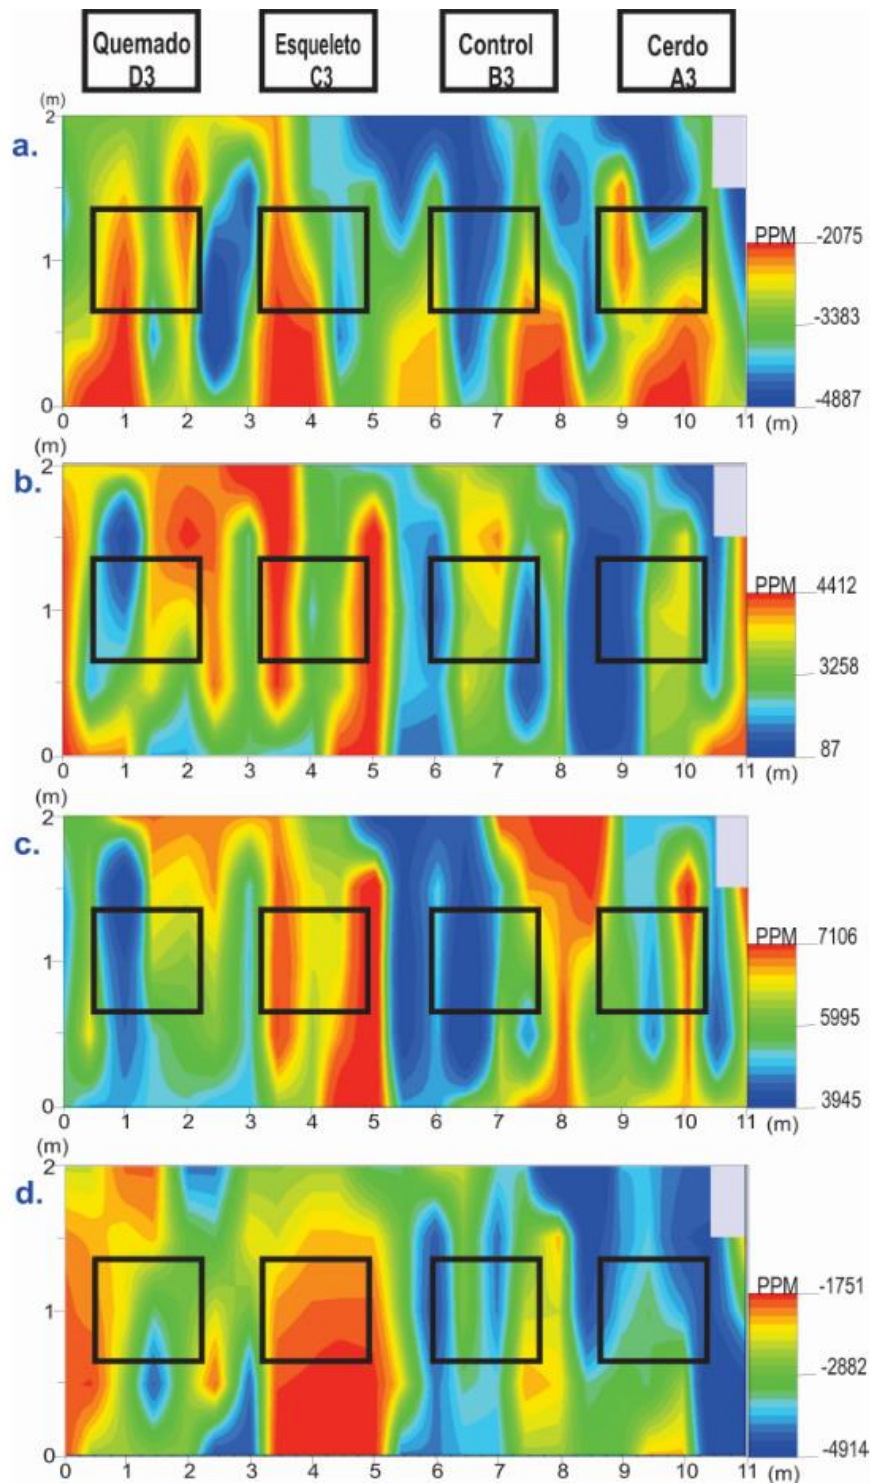 Quemado D3
Esqueleto C3
Control B3
Cerdo A3
(m)
2
a.
1
0
PPM
-2075
-3383
-4887
0 1 2 3 4 5 6 7 8 9 10 11 (m)
(m)
2
b.
1
0
PPM
4412
3258
87
0 1 2 3 4 5 6 7 8 9 10 11 (m)
(m)
2
c.
1
0
PPM
7106
5995
3945
0 1 2 3 4 5 6 7 8 9 10 11 (m)
(m)
2
d.
1
0
PPM
-1751
-2882
-4914
0 1 2 3 4 5 6 7 8 9 10 11 (m)